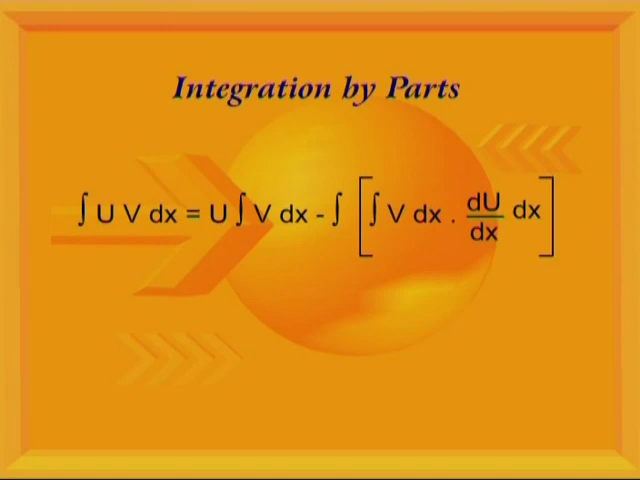 Integration by Parts
∫ U V dx = U ∫ V dx - ∫ [ ∫ V dx . dU/dx dx ]